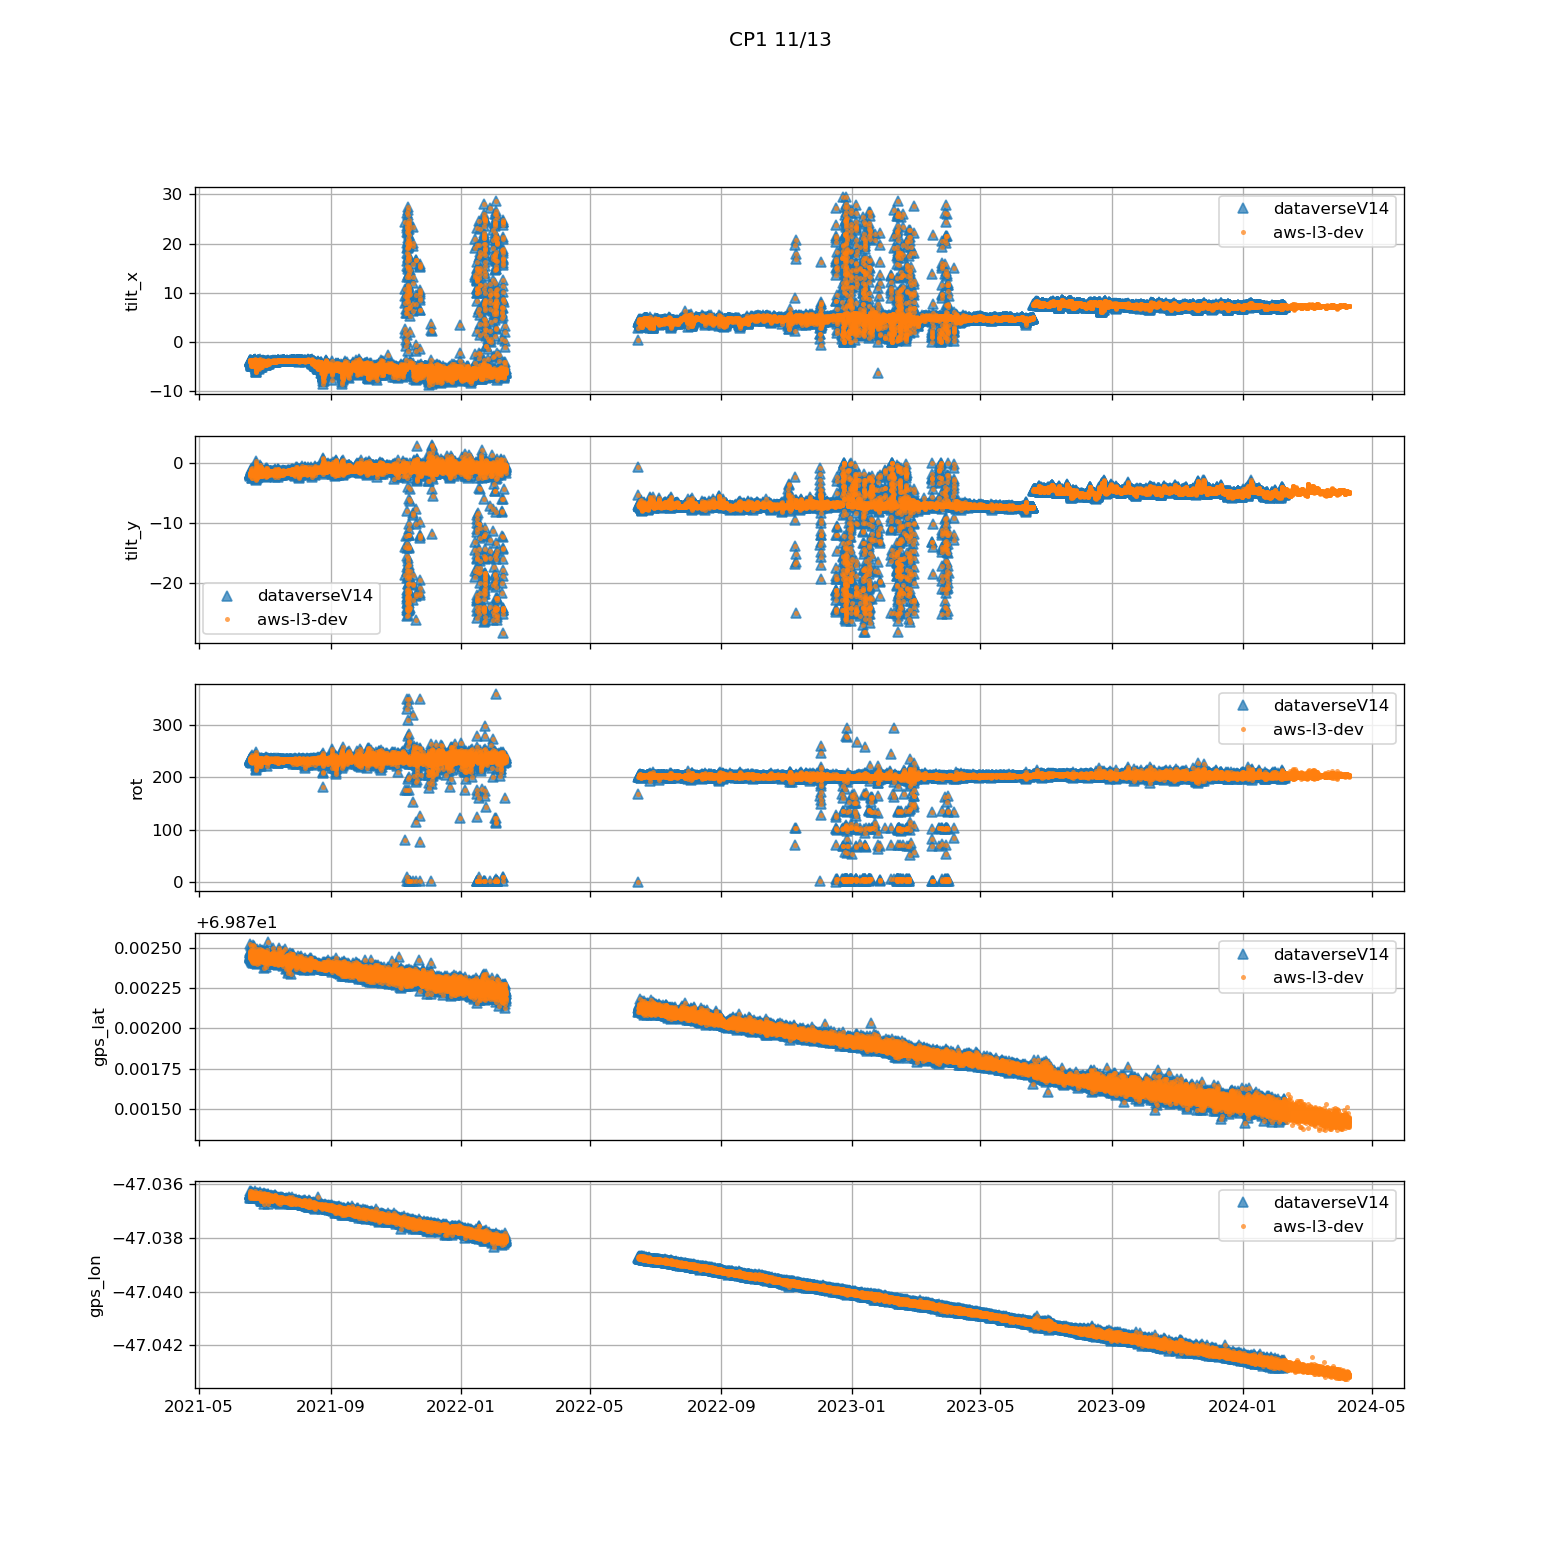 CP1 11/13
30
20
10
0
−10
tilt_x
dataverseV14
aws-l3-dev
0
−10
−20
tilt_y
dataverseV14
aws-l3-dev
300
200
100
0
rot
dataverseV14
aws-l3-dev
+6.987e1
0.00250
0.00225
0.00200
0.00175
0.00150
gps_lat
dataverseV14
aws-l3-dev
−47.036
−47.038
−47.040
−47.042
gps_lon
dataverseV14
aws-l3-dev
2021-05 2021-09 2022-01 2022-05 2022-09 2023-01 2023-05 2023-09 2024-01 2024-05